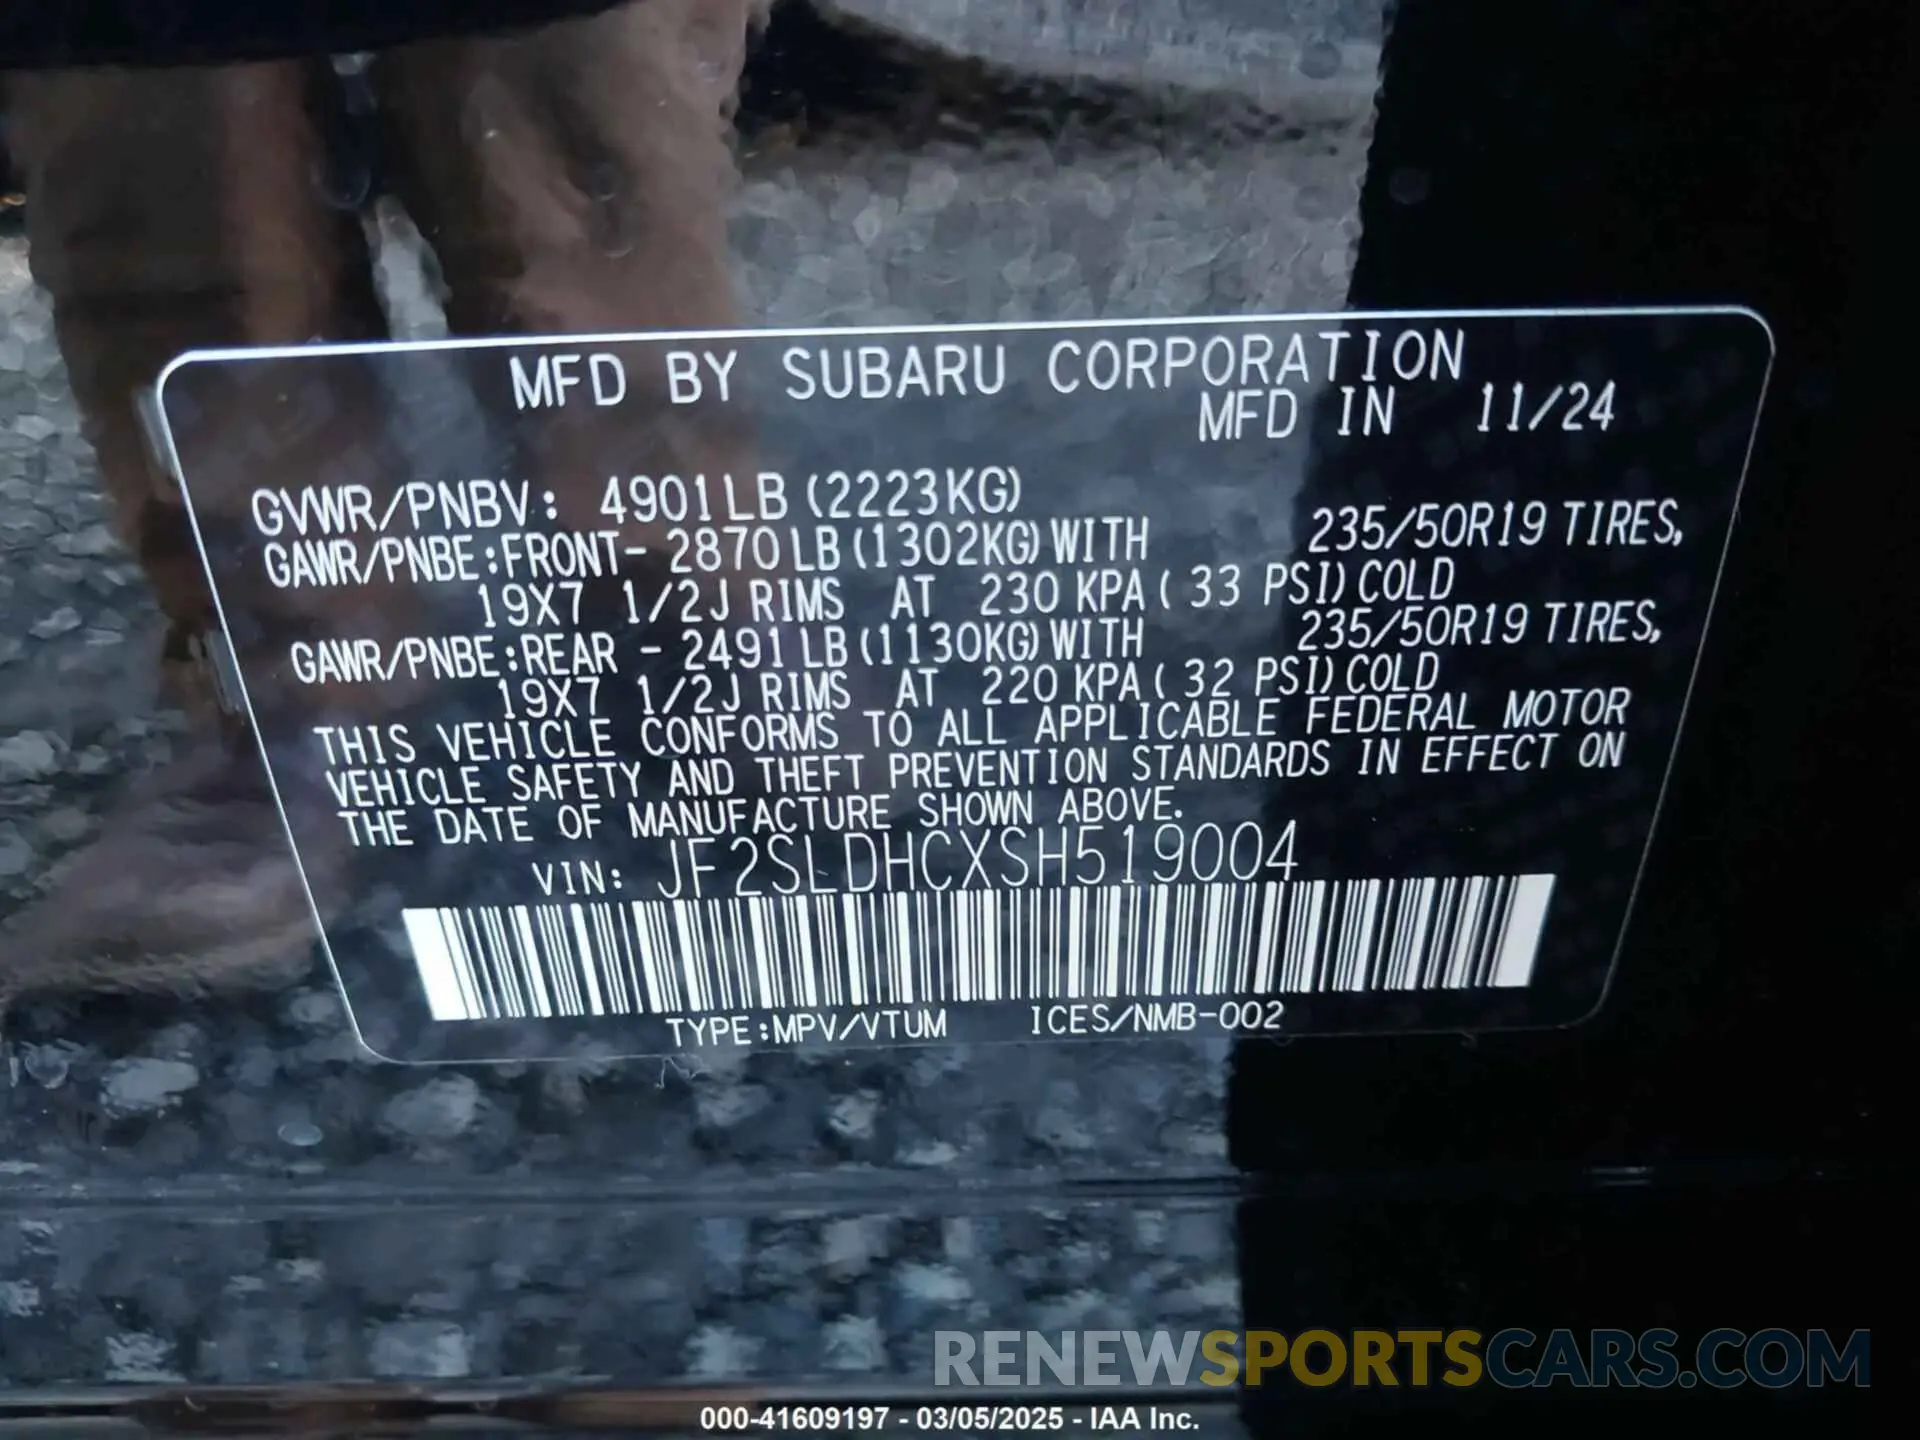 MFD BY SUBARU CORPORATION
MFD IN 11/24
GVWR/PNBV: 4901LB (2223KG)
GAWR/PNBE:FRONT- 2870LB (1302KG) WITH 235/50R19 TIRES,
19X7 1/2J RIMS AT 230 KPA ( 33 PSI) COLD
GAWR/PNBE:REAR - 2491LB (1130KG) WITH 235/50R19 TIRES,
19X7 1/2J RIMS AT 220 KPA ( 32 PSI) COLD
THIS VEHICLE CONFORMS TO ALL APPLICABLE FEDERAL MOTOR
VEHICLE SAFETY AND THEFT PREVENTION STANDARDS IN EFFECT ON
THE DATE OF MANUFACTURE SHOWN ABOVE.
VIN: JF2SLDHCXSH519004
TYPE:MPV/VTUM ICES/NMB-002
RENEWSPORTSCARS.COM
000-41609197 - 03/05/2025 - IAA Inc.